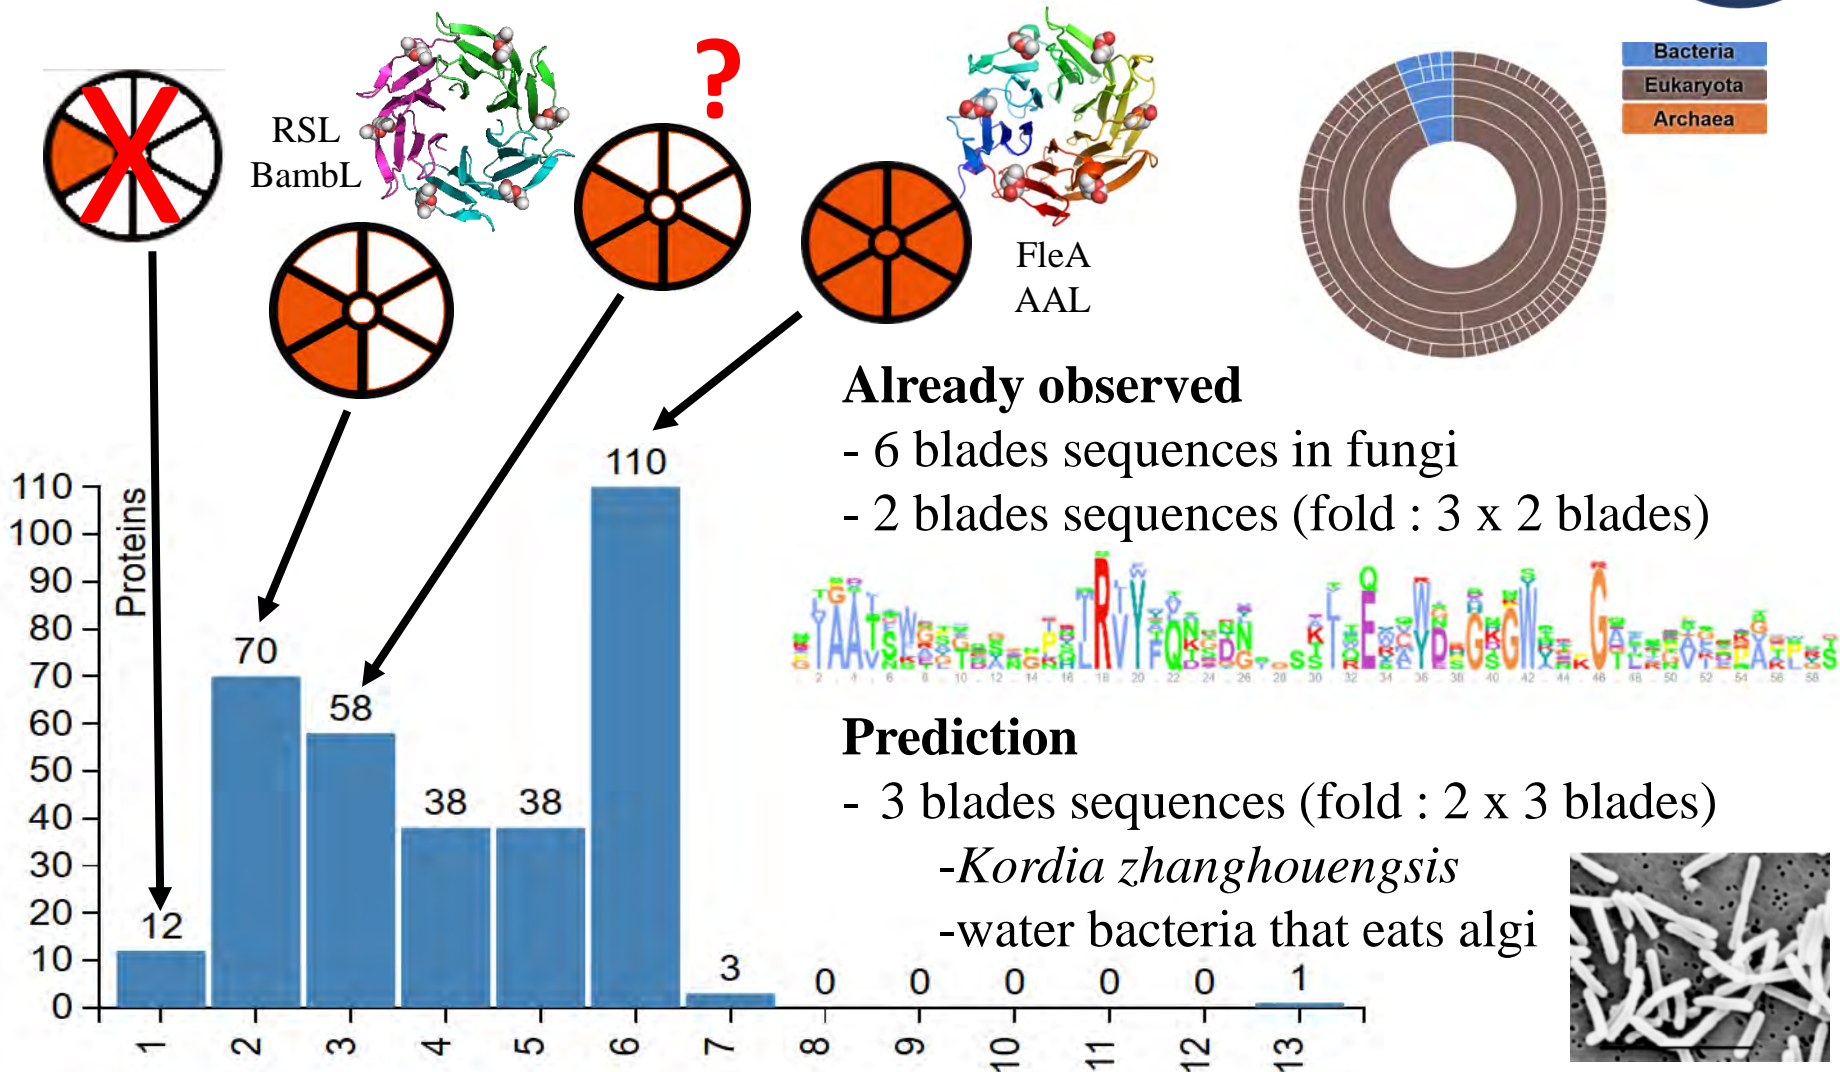 X
RSL
BambL
?
FleA
AAL
Bacteria
Eukaryota
Archaea
Already observed
- 6 blades sequences in fungi
- 2 blades sequences (fold : 3 x 2 blades)
Prediction
- 3 blades sequences (fold : 2 x 3 blades)
-Kordia zhanghouengsis
-water bacteria that eats algi
Proteins
110
100
90
80
70
60
50
40
30
20
10
0
12
70
58
38
38
110
3
0
0
0
0
0
1
1
2
3
4
5
6
7
8
9
10
11
12
13